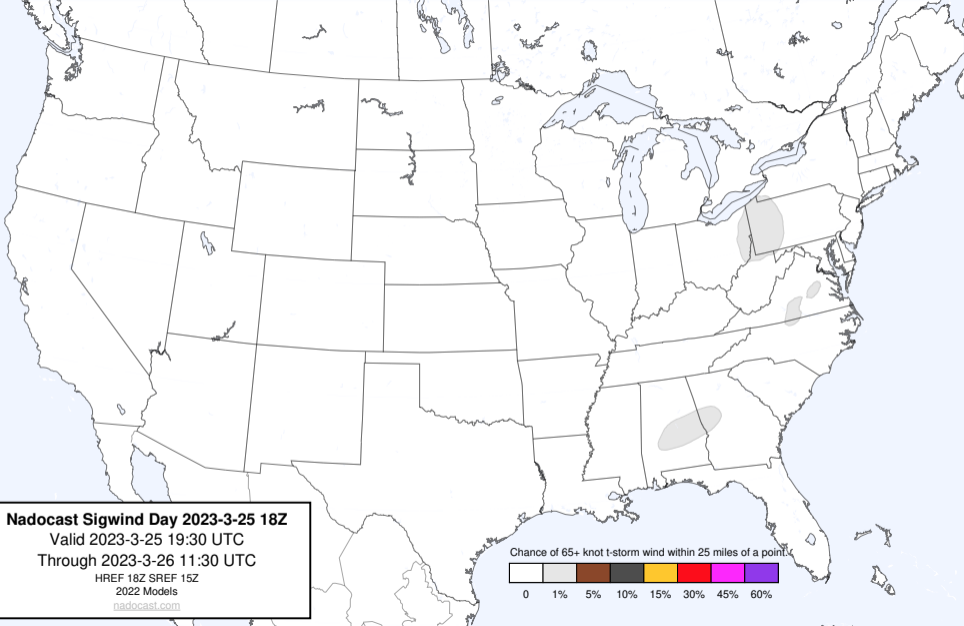 Nadocast Sigwind Day 2023-3-25 18Z
Valid 2023-3-25 19:30 UTC
Through 2023-3-26 11:30 UTC
HREF 18Z SREF 15Z
2022 Models
nadocast.com
Chance of 65+ knot t-storm wind within 25 miles of a point.
0 1% 5% 10% 15% 30% 45% 60%